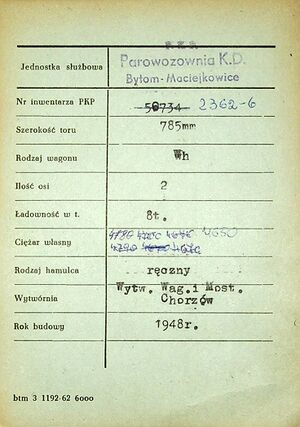 P.K.P.
Jednostka służbowa Parowozownia K.D.
Bytom-Maciejkowice
Nr inwentarza PKP 50734 2362-6
Szerokość toru 785mm
Rodzaj wagonu Wh
Ilość osi 2
Ładowność w t. 8t.
Ciężar własny 4650
Rodzaj hamulca ręczny
Wytwórnia Wytw. Wag.i Most.
Chorzów
Rok budowy 1948r.
btm 3 1192-62 6000